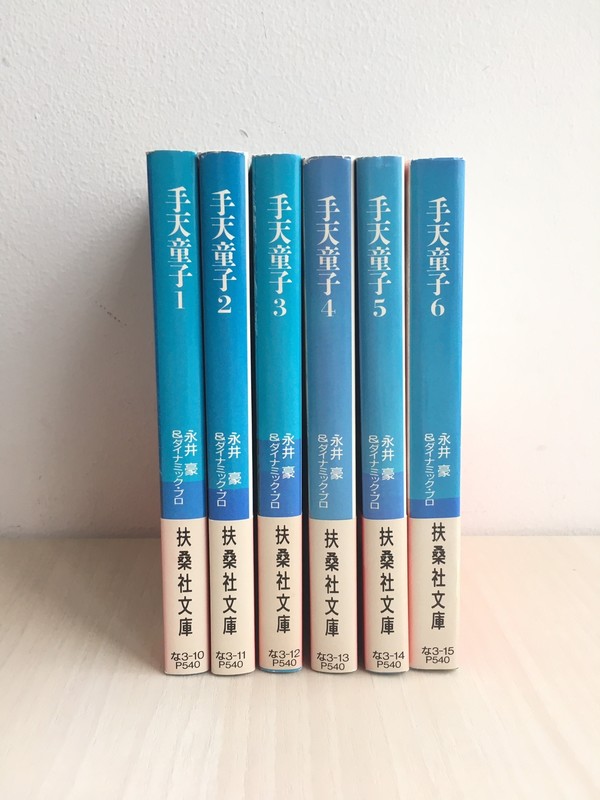 手天童子1
永井豪
&ダイナミック・プロ
扶桑社文庫
な3-10
P540
手天童子2
永井豪
&ダイナミック・プロ
扶桑社文庫
な3-11
P540
手天童子3
永井豪
&ダイナミック・プロ
扶桑社文庫
な3-12
P540
手天童子4
永井豪
&ダイナミック・プロ
扶桑社文庫
な3-13
P540
手天童子5
永井豪
&ダイナミック・プロ
扶桑社文庫
な3-14
P540
手天童子6
永井豪
&ダイナミック・プロ
扶桑社文庫
な3-15
P540